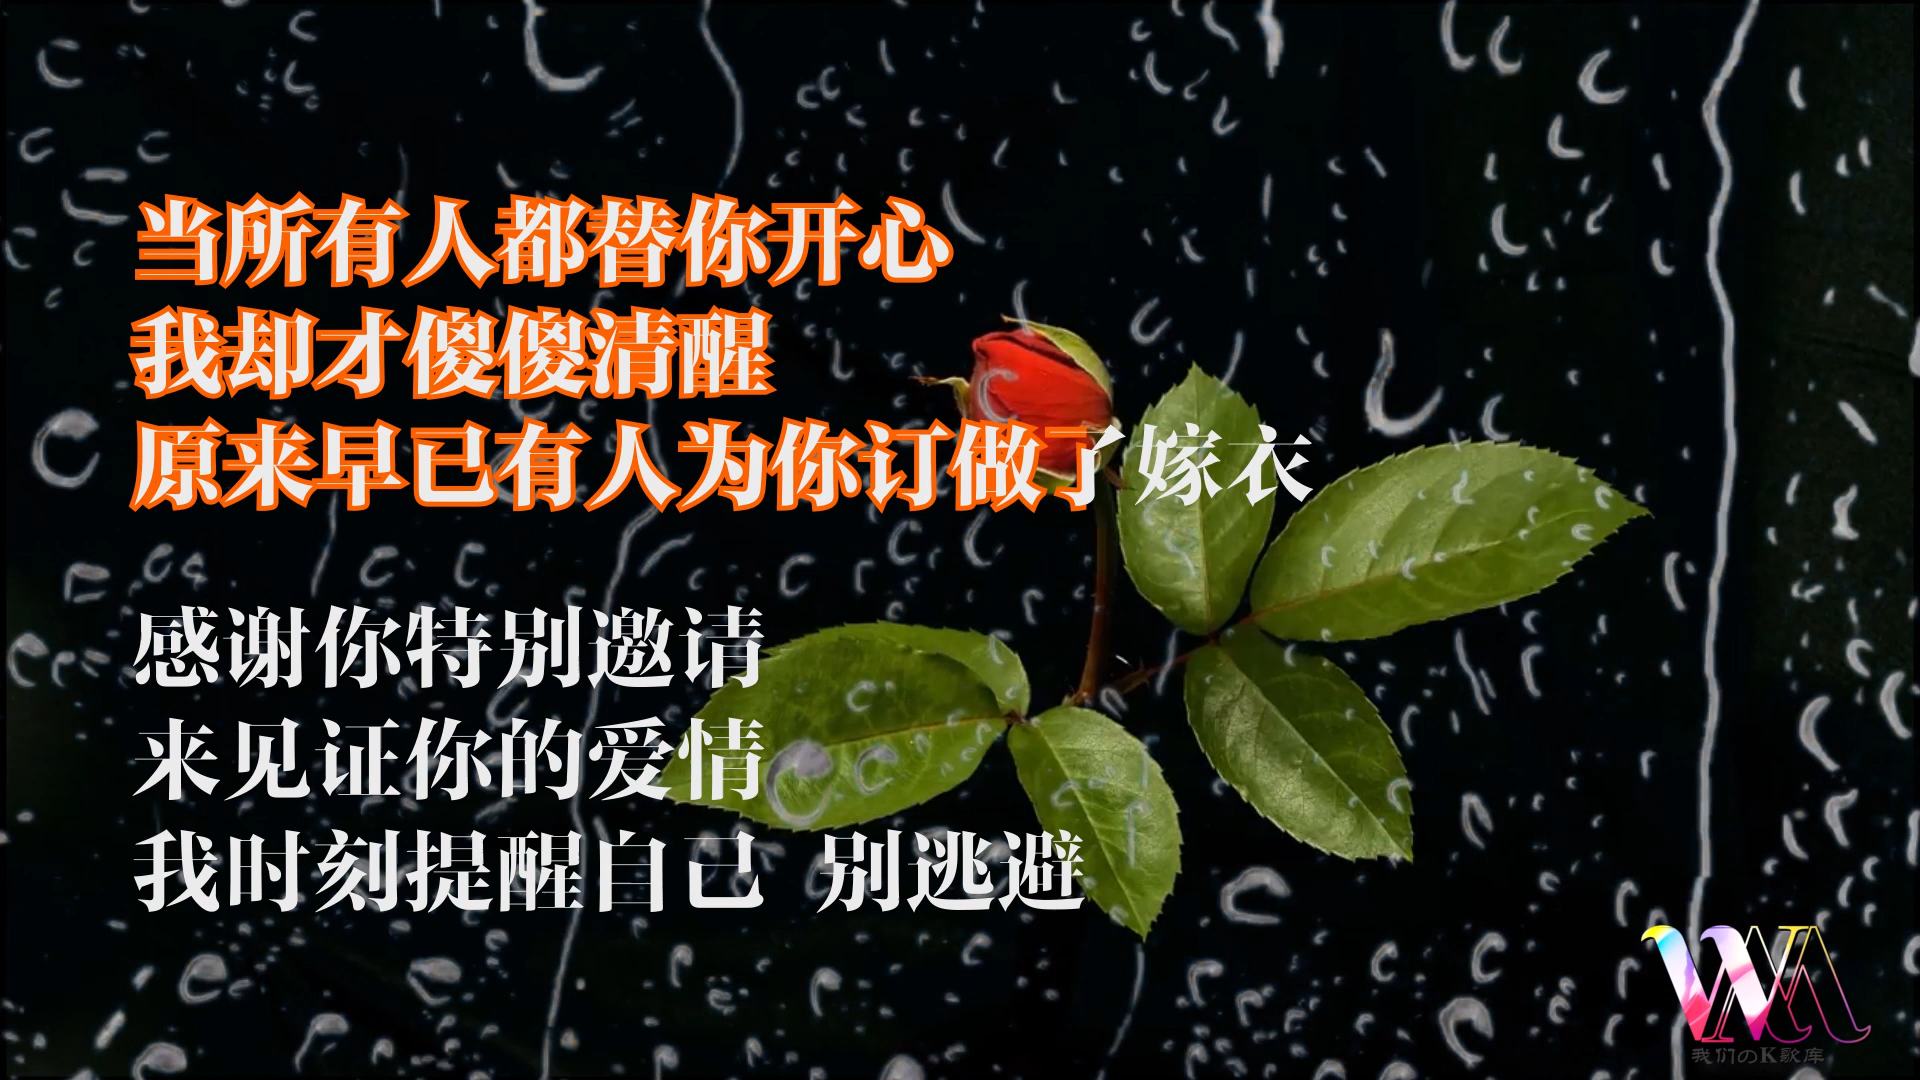 当所有人都替你开心
我却才傻傻清醒
原来早已有人为你订做了嫁衣
感谢你特别邀请
来见证你的爱情
我时刻提醒自己 别逃避
我们のK歌库